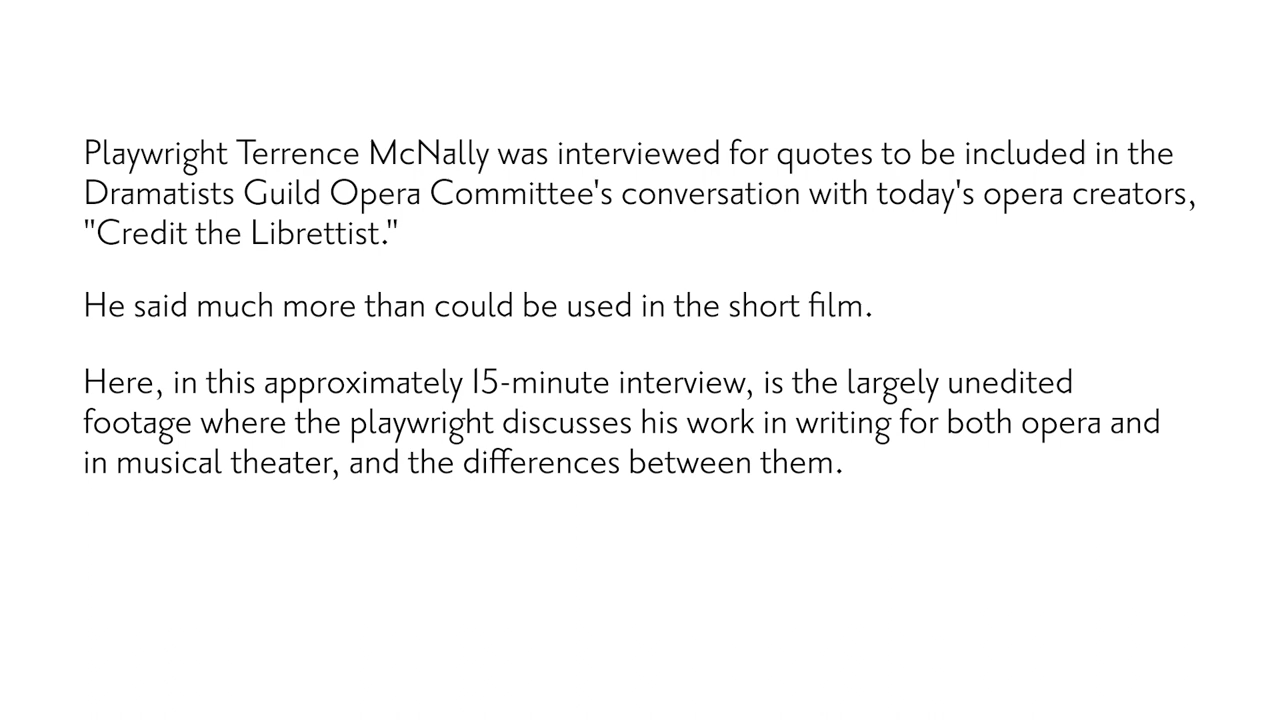 Playwright Terrence McNally was interviewed for quotes to be included in the
Dramatists Guild Opera Committee's conversation with today's opera creators,
"Credit the Librettist."
He said much more than could be used in the short film.
Here, in this approximately 15-minute interview, is the largely unedited
footage where the playwright discusses his work in writing for both opera and
in musical theater, and the differences between them.